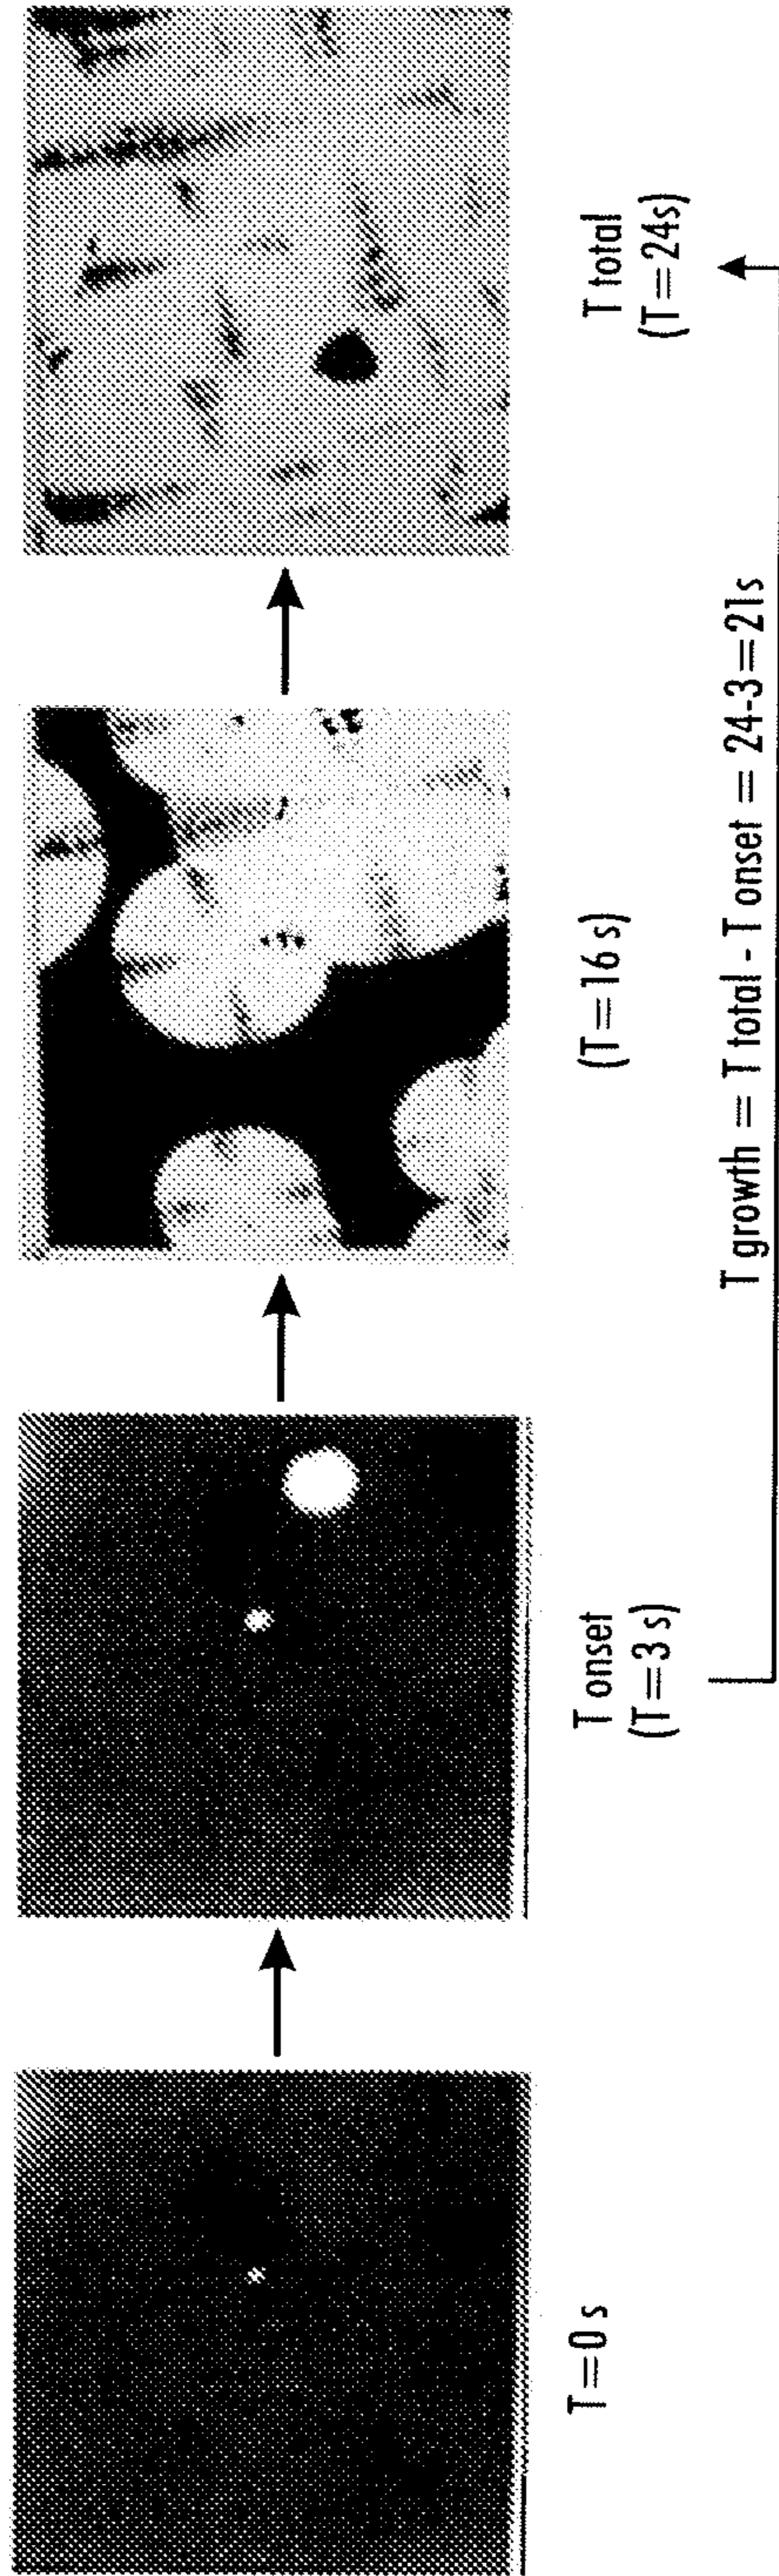 T=0 s
T onset
(T=3 s)
(T=16 s)
T total
(T=24s)
T growth = T total - T onset = 24-3=21s